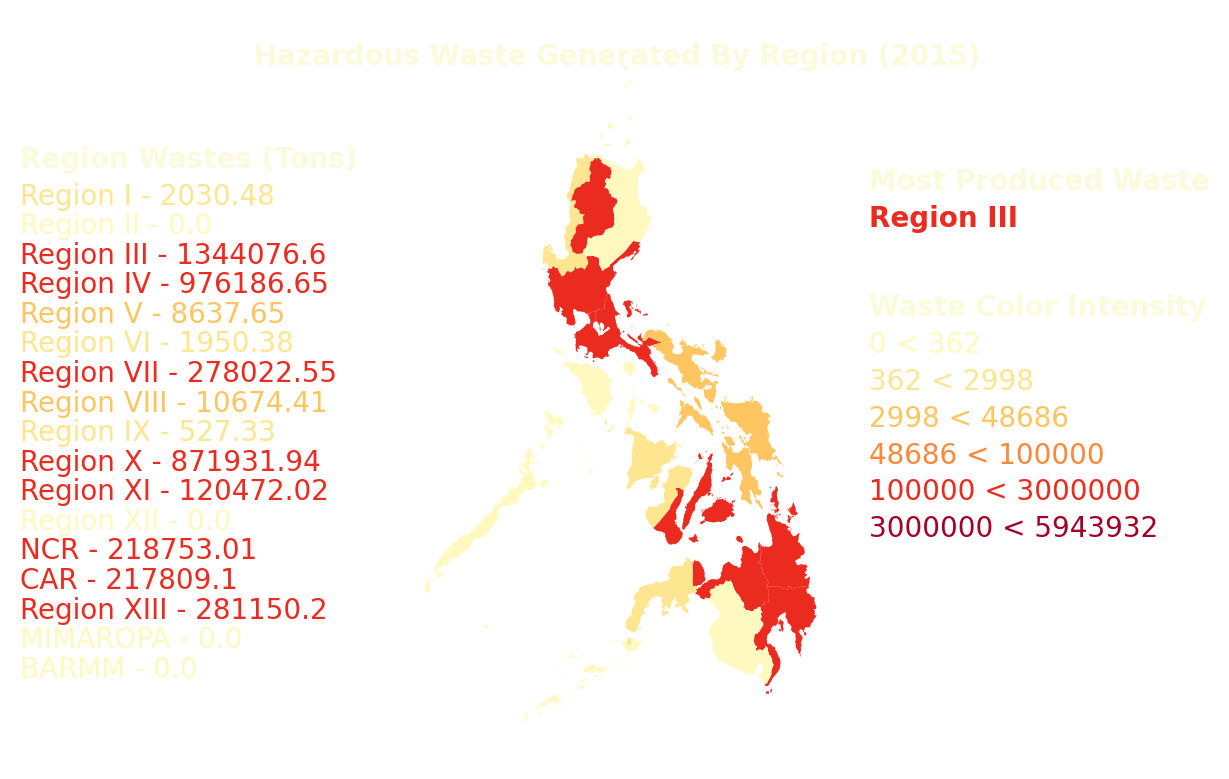 Hazardous Waste Generated By Region (2015)
Region Wastes (Tons)
Region I - 2030.48
Region II - 0.0
Region III - 1344076.6
Region IV - 976186.65
Region V - 8637.65
Region VI - 1950.38
Region VII - 278022.55
Region VIII - 10674.41
Region IX - 527.33
Region X - 871931.94
Region XI - 120472.02
Region XII - 0.0
NCR - 218753.01
CAR - 217809.1
Region XIII - 281150.2
MIMAROPA - 0.0
BARMM - 0.0
Most Produced Waste
Region III
Waste Color Intensity
0 < 362
362 < 2998
2998 < 48686
48686 < 100000
100000 < 3000000
3000000 < 5943932